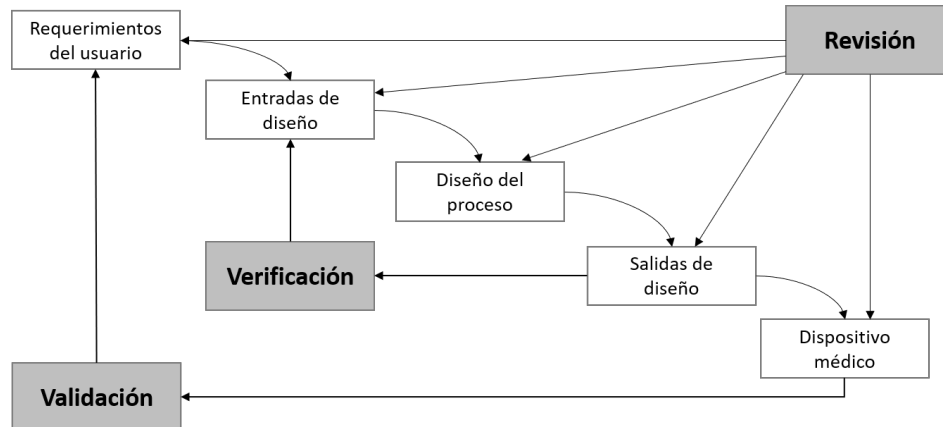 Requerimientos
del usuario
Revisión
Entradas de
diseño
Diseño del
proceso
Verificación
Salidas de
diseño
Dispositivo
médico
Validación